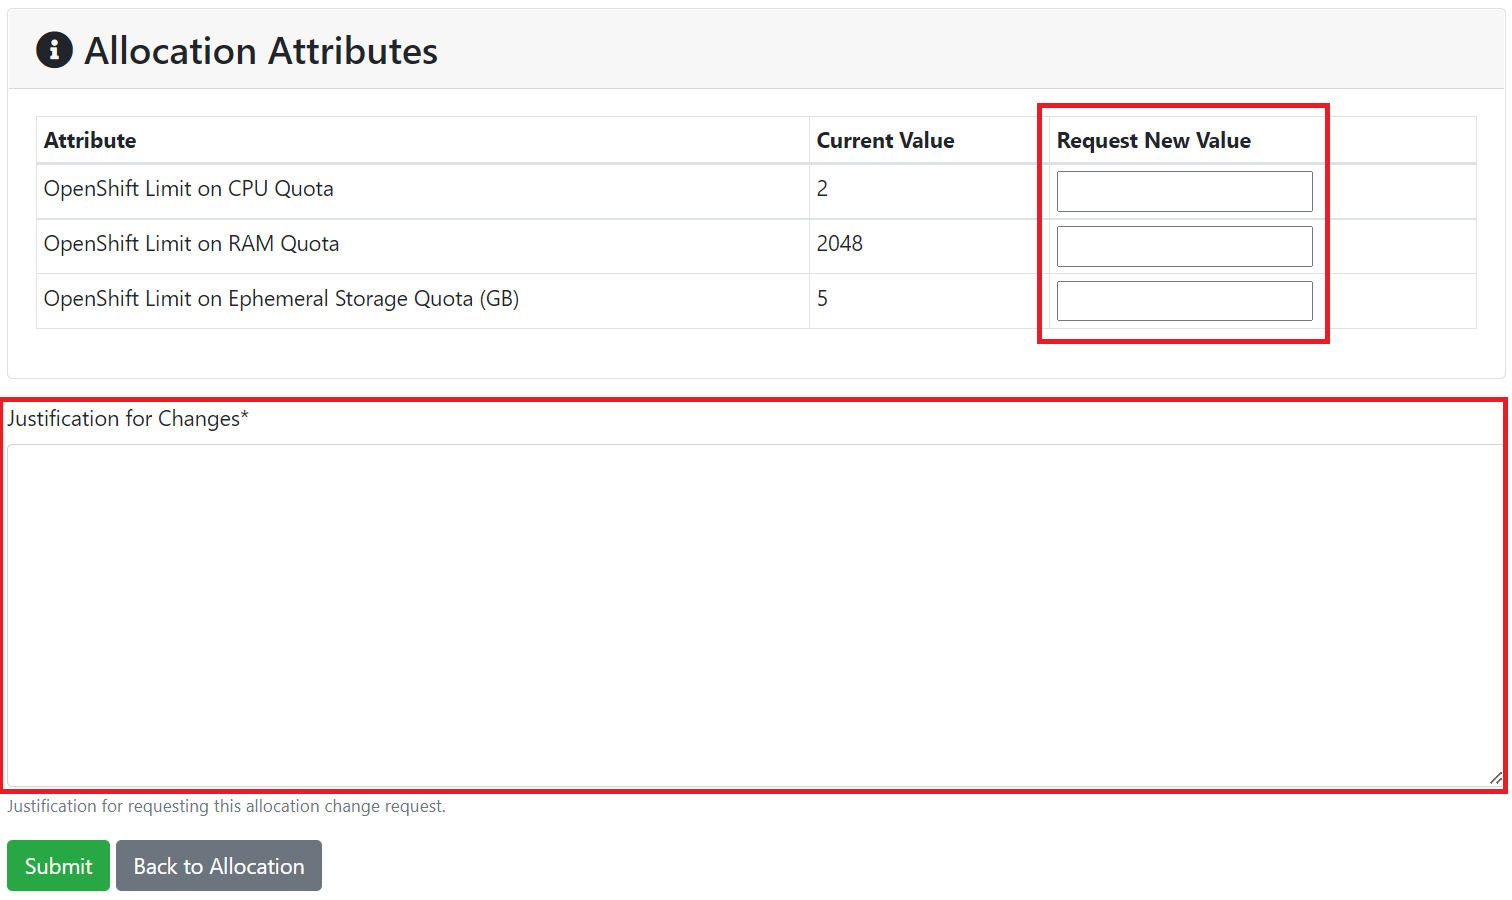 Allocation Attributes
Attribute Current Value Request New Value
OpenShift Limit on CPU Quota 2
OpenShift Limit on RAM Quota 2048
OpenShift Limit on Ephemeral Storage Quota (GB) 5
Justification for Changes*
Justification for requesting this allocation change request.
Submit Back to Allocation